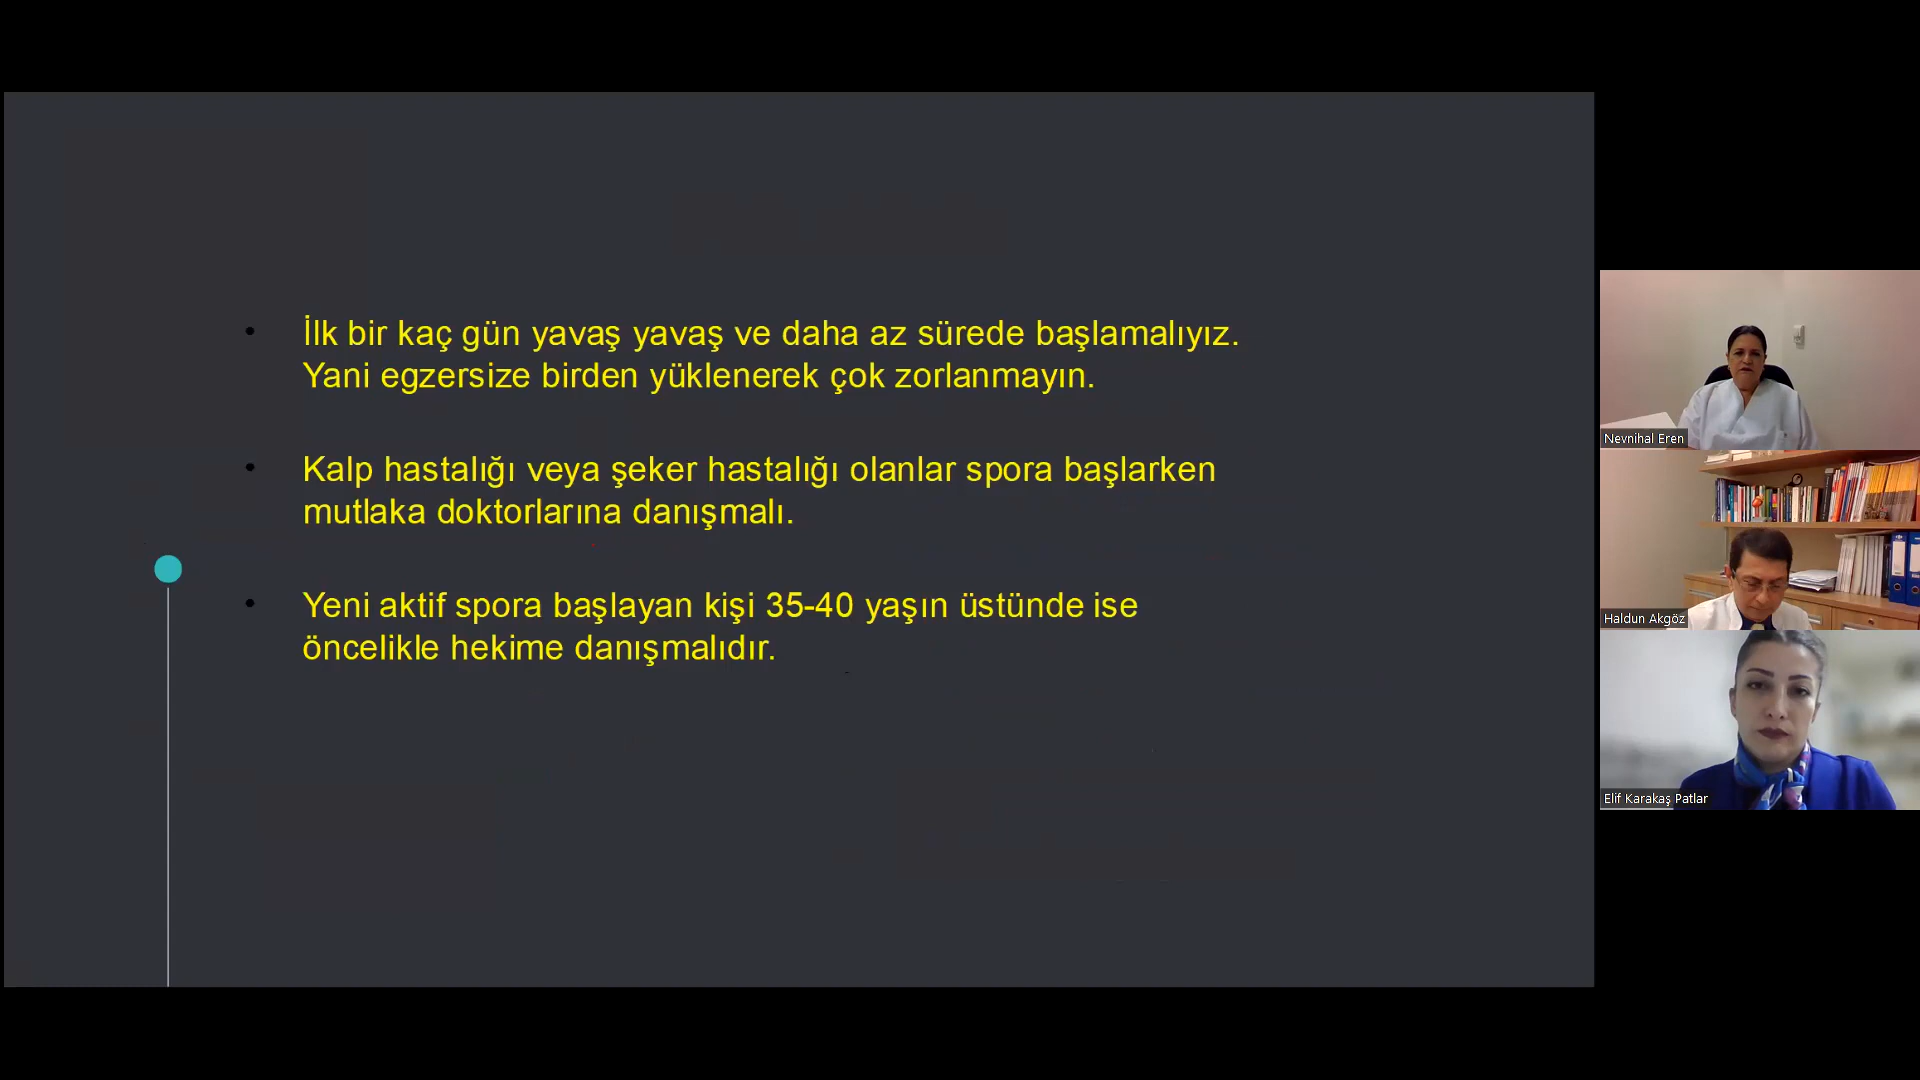 İlk bir kaç gün yavaş yavaş ve daha az sürede başlamalıyız.
Yani egzersize birden yüklenerek çok zorlanmayın.
Kalp hastalığı veya şeker hastalığı olanlar spora başlarken
mutlaka doktorlarına danışmalı.
Yeni aktif spora başlayan kişi 35-40 yaşın üstünde ise
öncelikle hekime danışmalıdır.
Nevnihal Eren
Haldun Akgöz
Elif Karakaş Patlar